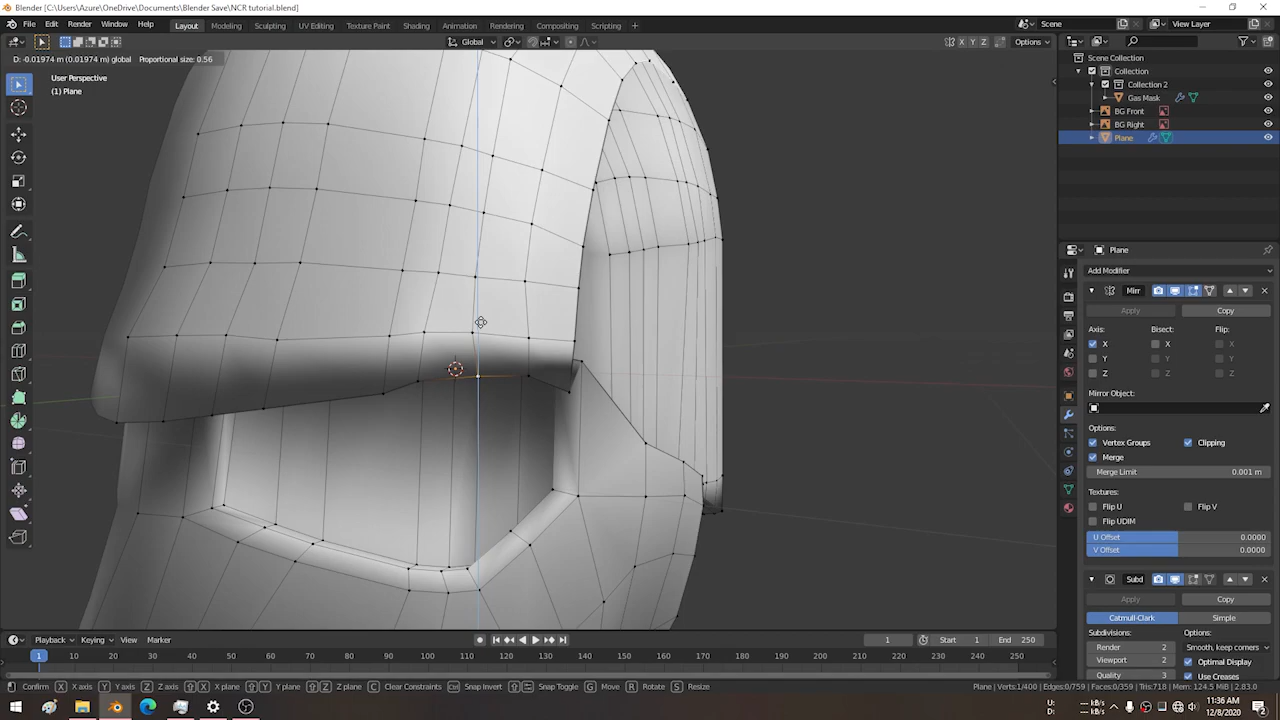 Blender [C:\Users\Azure\OneDrive\Documents\Blender Save\NCR tutorial.blend]
File Edit Render Window Help Layout Modeling Sculpting UV Editing Texture Paint Shading Animation Rendering Compositing Scripting + Scene View Layer
Global X Y Z Options
D: -0.01974 m (0.01974 m) global Proportional size: 0.56
User Perspective
(1) Plane
Scene Collection
Collection
Collection 2
Gas Mask
BG Front
BG Right
Plane
Plane
Add Modifier
Mirr
Apply Copy
Axis: Bisect: Flip:
X X X
Y Y Y
Z Z Z
Mirror Object:
Options:
Vertex Groups Clipping
Merge
Merge Limit 0.001 m
Textures:
Flip U Flip V
Flip UDIM
U Offset 0.0000
V Offset 0.0000
Subd
Apply Copy
Catmull-Clark Simple
Subdivisions: Options:
Render 2 Smooth, keep corners
Viewport 2 Optimal Display
Quality 3 Use Creases
Playback Keying View Marker 1 Start 1 End 250
1 10 20 30 40 50 60 70 80 90 100 110 120 130 140 150 160 170 180 190 200 210 220 230 240 250
Confirm X X axis Y Y axis Z Z axis X X plane Y Y plane Z Z plane C Clear Constraints Ctrl Snap Invert Snap Toggle G Move R Rotate S Resize Plane | Verts:1/400 | Edges:0/759 | Faces:0/359 | Tris:718 | Mem: 124.5 MiB | 2.83.0
U: -- kB/s
D: -- kB/s
-- kB/s
-- kB/s
11:36 AM
12/8/2020
2